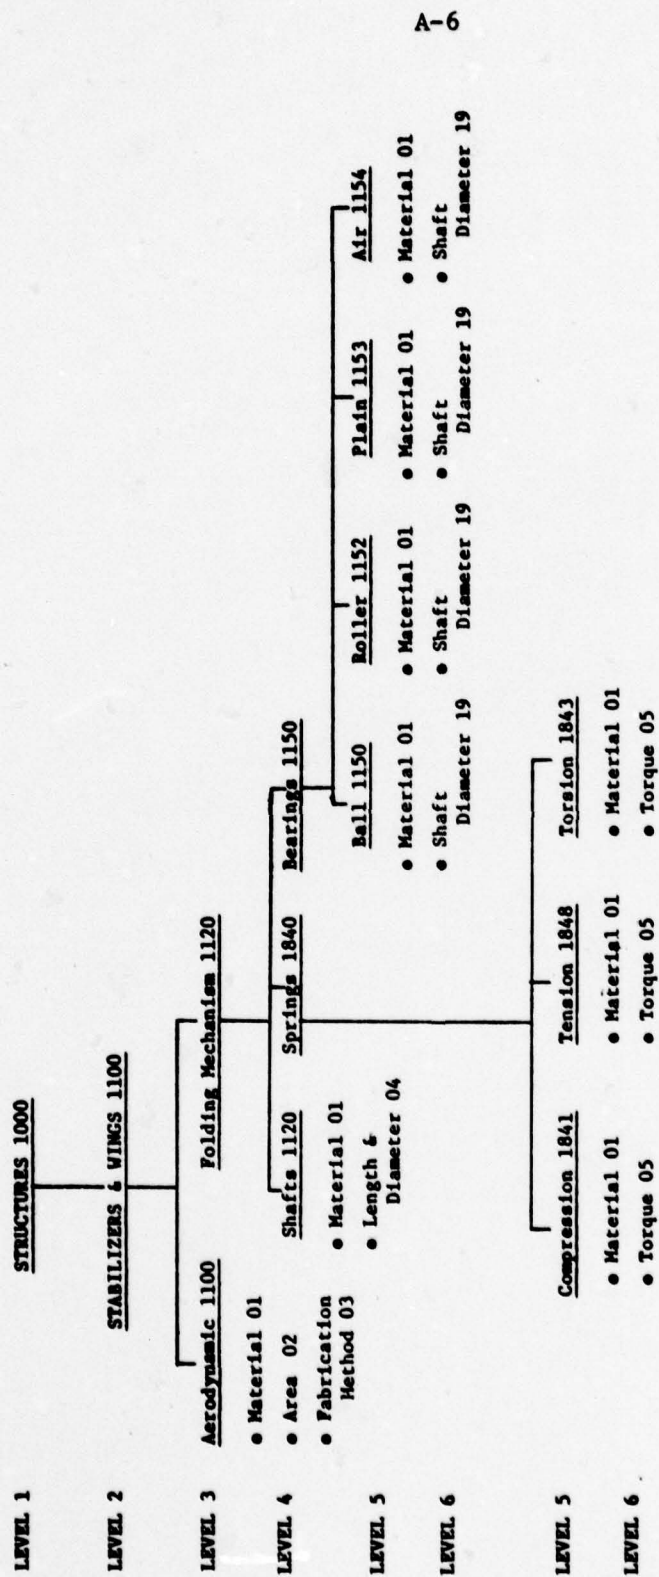 A-6
LEVEL 1
STRUCTURES 1000
LEVEL 2
STABILIZERS & WINGS 1100
LEVEL 3
Aerodynamic 1100
Folding Mechanism 1120
• Material 01
• Area 02
• Fabrication
Method 03
LEVEL 4
Shafts 1120
Springs 1840
Bearings 1150
• Material 01
• Length &
Diameter 04
LEVEL 5
Ball 1150
Roller 1152
Plain 1153
Air 1154
• Material 01
• Material 01
• Material 01
• Material 01
LEVEL 6
• Shaft
Diameter 19
• Shaft
Diameter 19
• Shaft
Diameter 19
• Shaft
Diameter 19
LEVEL 5
Compression 1841
Tension 1848
Torsion 1843
• Material 01
• Material 01
• Material 01
LEVEL 6
• Torque 05
• Torque 05
• Torque 05